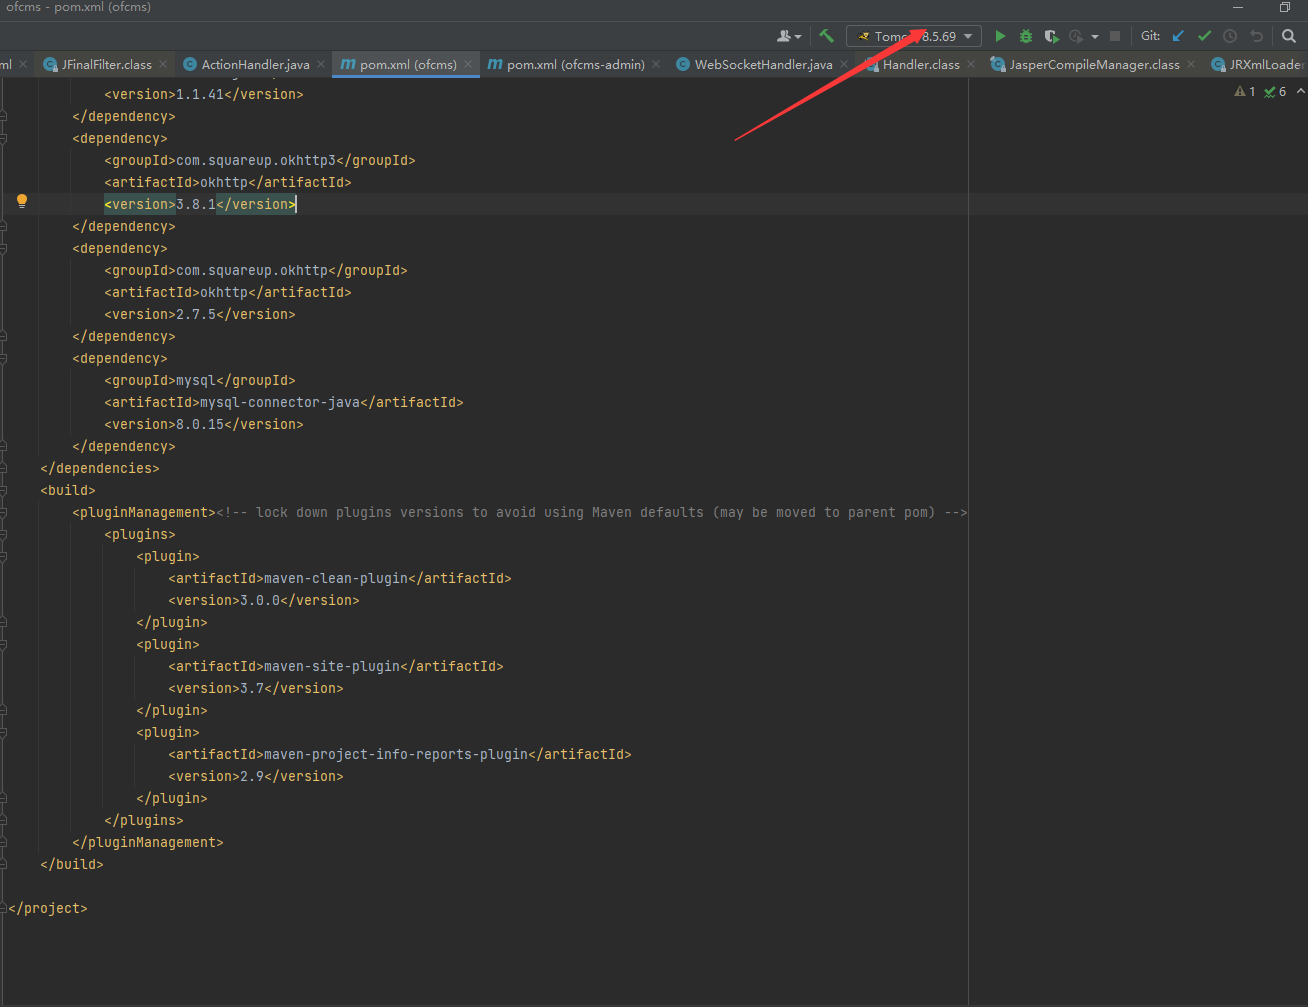 ofcms - pom.xml (ofcms)
8.5.69 Git:
ml JFinalFilter.class ActionHandler.java pom.xml (ofcms) pom.xml (ofcms-admin) WebSocketHandler.java Handler.class JasperCompileManager.class JRXmlLoader
1 6
<version>1.1.41</version>
</dependency>
<dependency>
<groupId>com.squareup.okhttp3</groupId>
<artifactId>okhttp</artifactId>
<version>3.8.1</version>
</dependency>
<dependency>
<groupId>com.squareup.okhttp</groupId>
<artifactId>okhttp</artifactId>
<version>2.7.5</version>
</dependency>
<dependency>
<groupId>mysql</groupId>
<artifactId>mysql-connector-java</artifactId>
<version>8.0.15</version>
</dependency>
</dependencies>
<build>
<pluginManagement><!-- lock down plugins versions to avoid using Maven defaults (may be moved to parent pom) -->
<plugins>
<plugin>
<artifactId>maven-clean-plugin</artifactId>
<version>3.0.0</version>
</plugin>
<plugin>
<artifactId>maven-site-plugin</artifactId>
<version>3.7</version>
</plugin>
<plugin>
<artifactId>maven-project-info-reports-plugin</artifactId>
<version>2.9</version>
</plugin>
</plugins>
</pluginManagement>
</build>
</project>